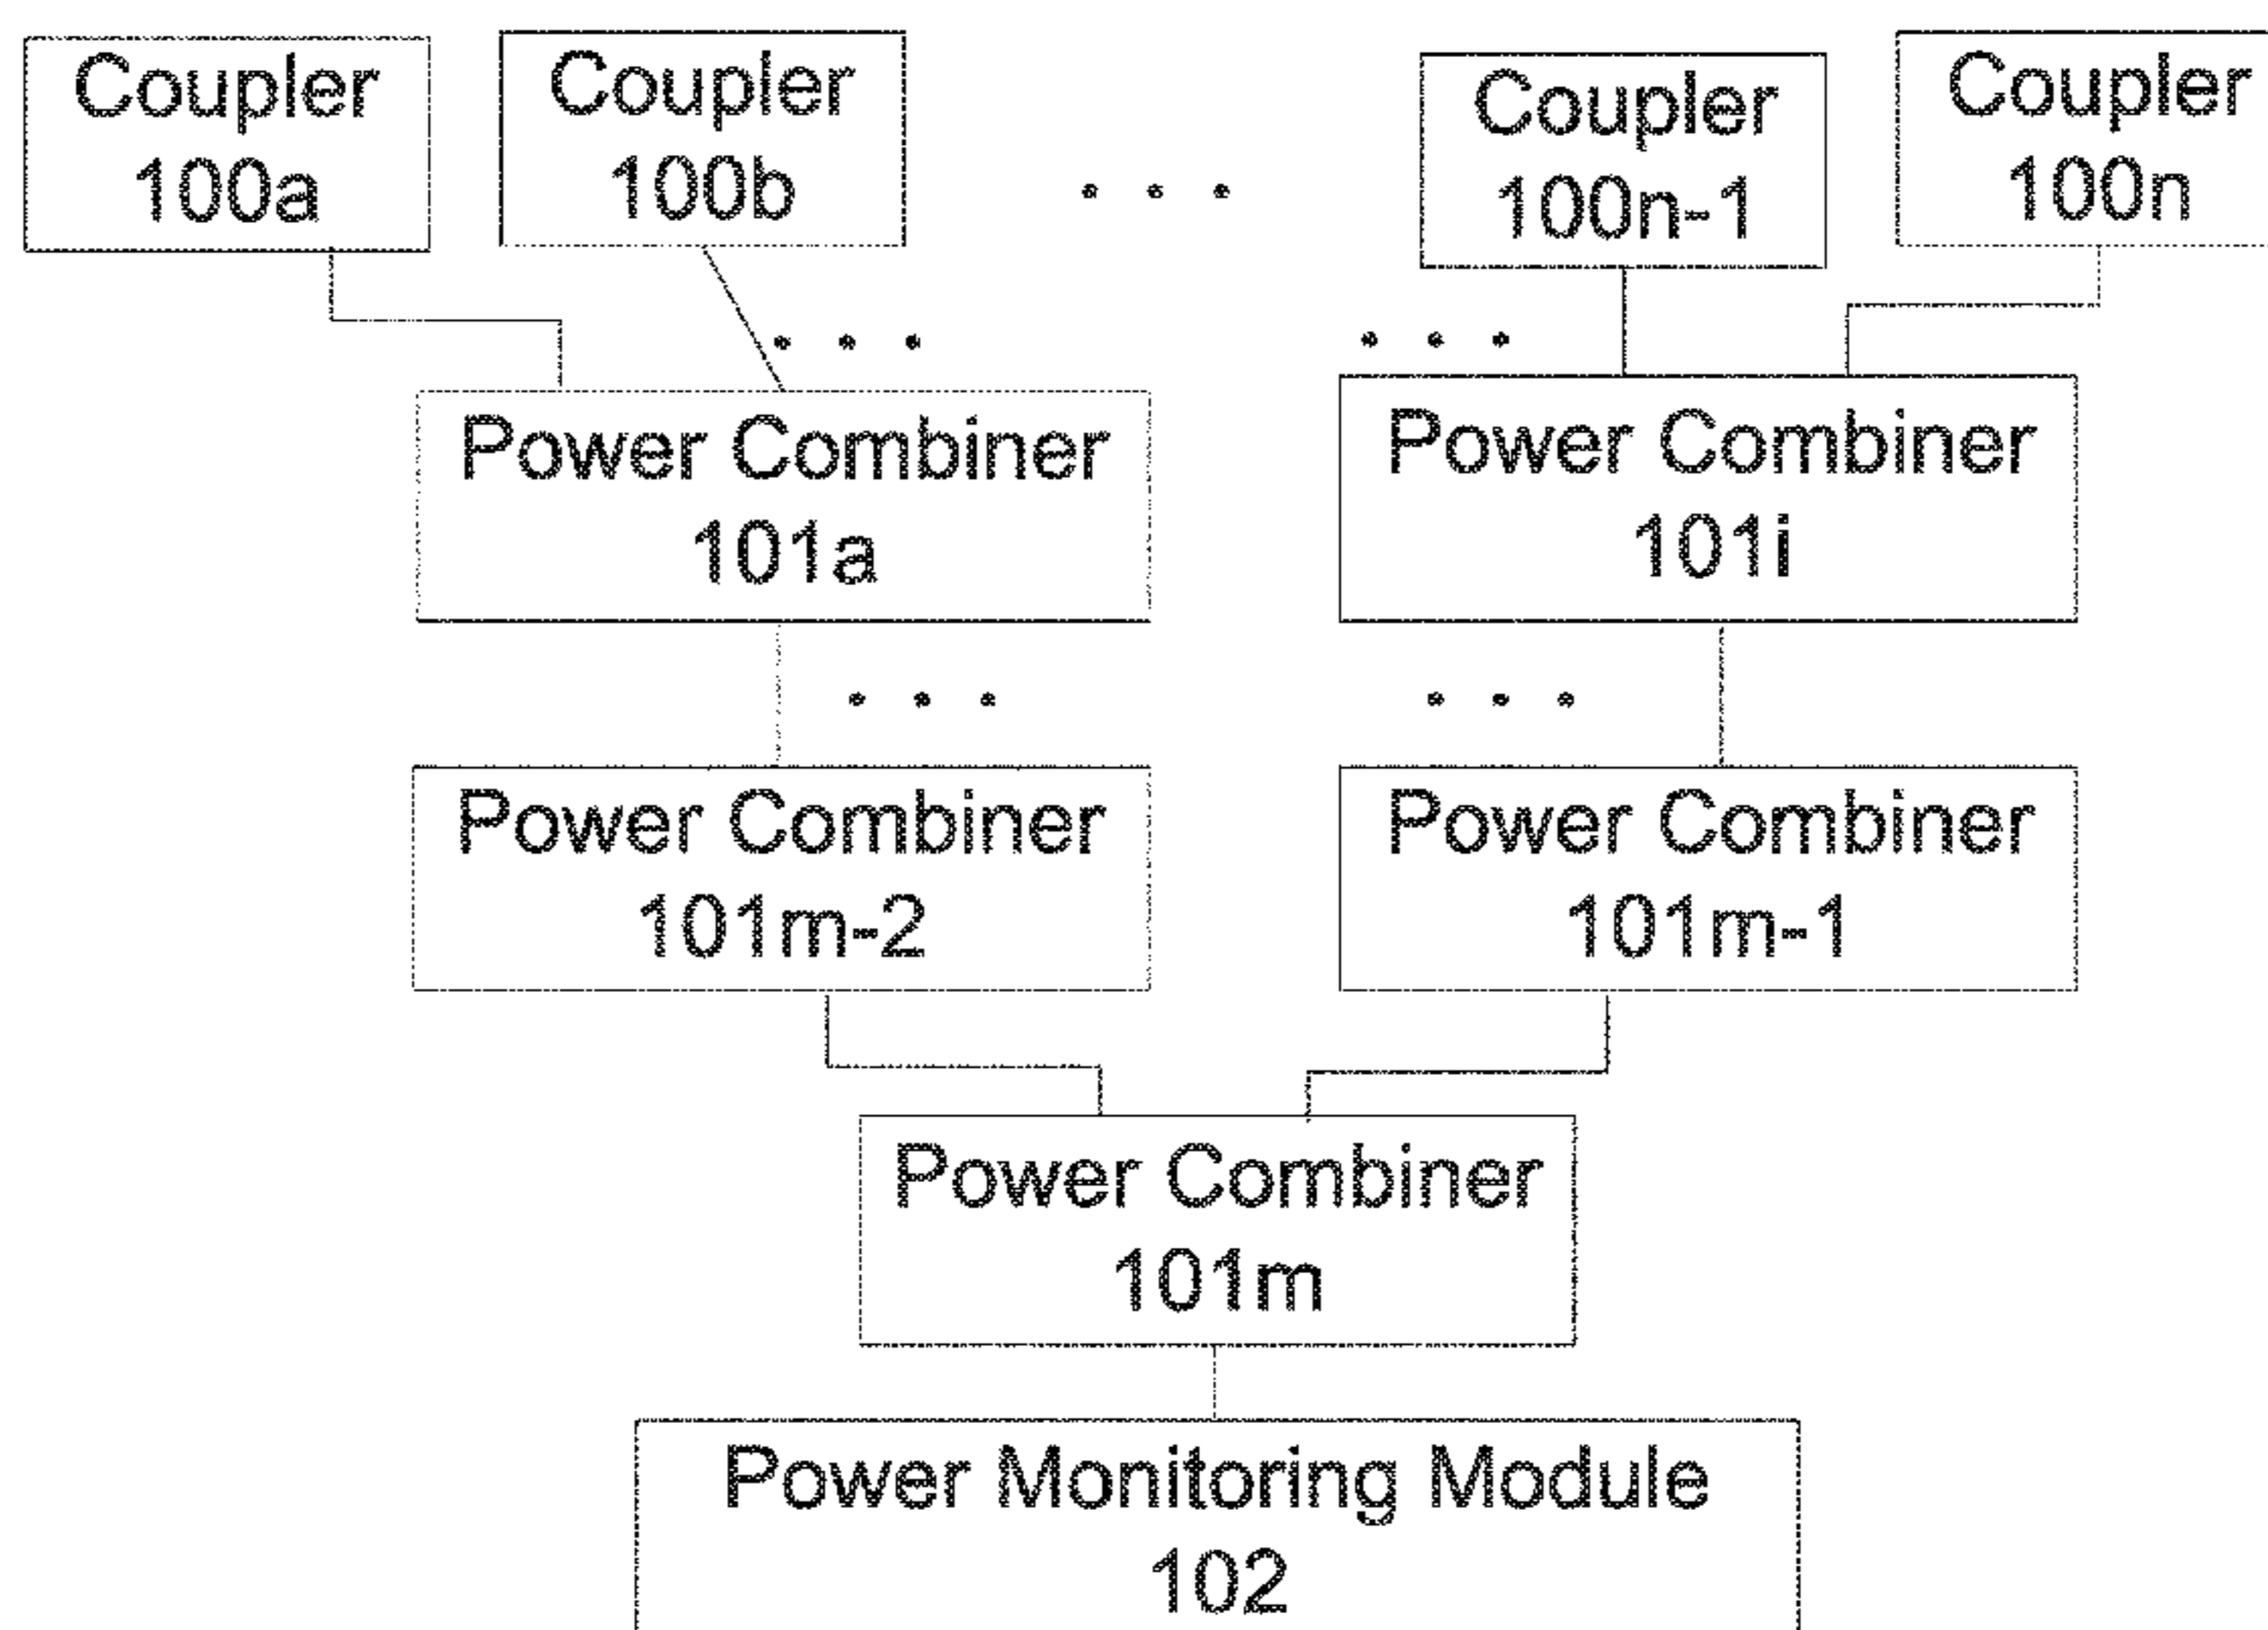 Coupler
100a
Coupler
100b
. . .
Coupler
100n-1
Coupler
100n
. . .
. . .
Power Combiner
101a
Power Combiner
101i
. . .
. . .
Power Combiner
101m-2
Power Combiner
101m-1
Power Combiner
101m
Power Monitoring Module
102